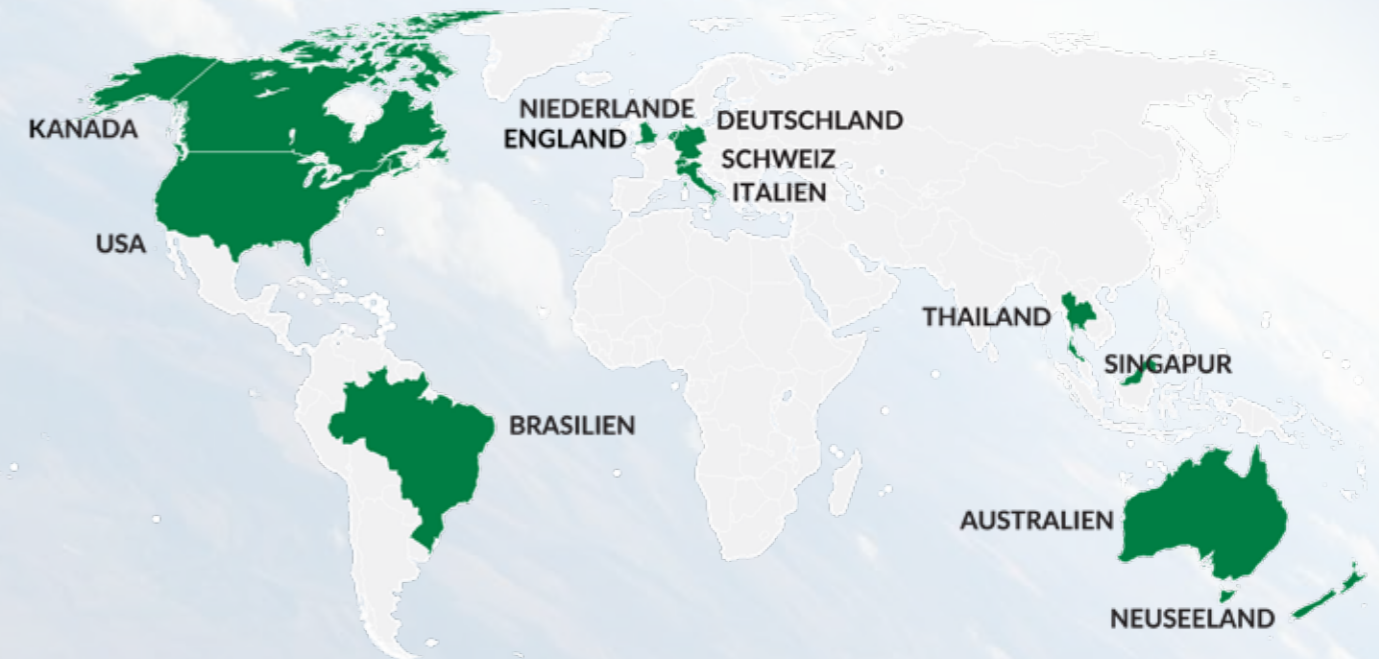 KANADA
USA
NIEDERLANDE
ENGLAND
DEUTSCHLAND
SCHWEIZ
ITALIEN
BRASILIEN
THAILAND
SINGAPUR
AUSTRALIEN
NEUSEELAND